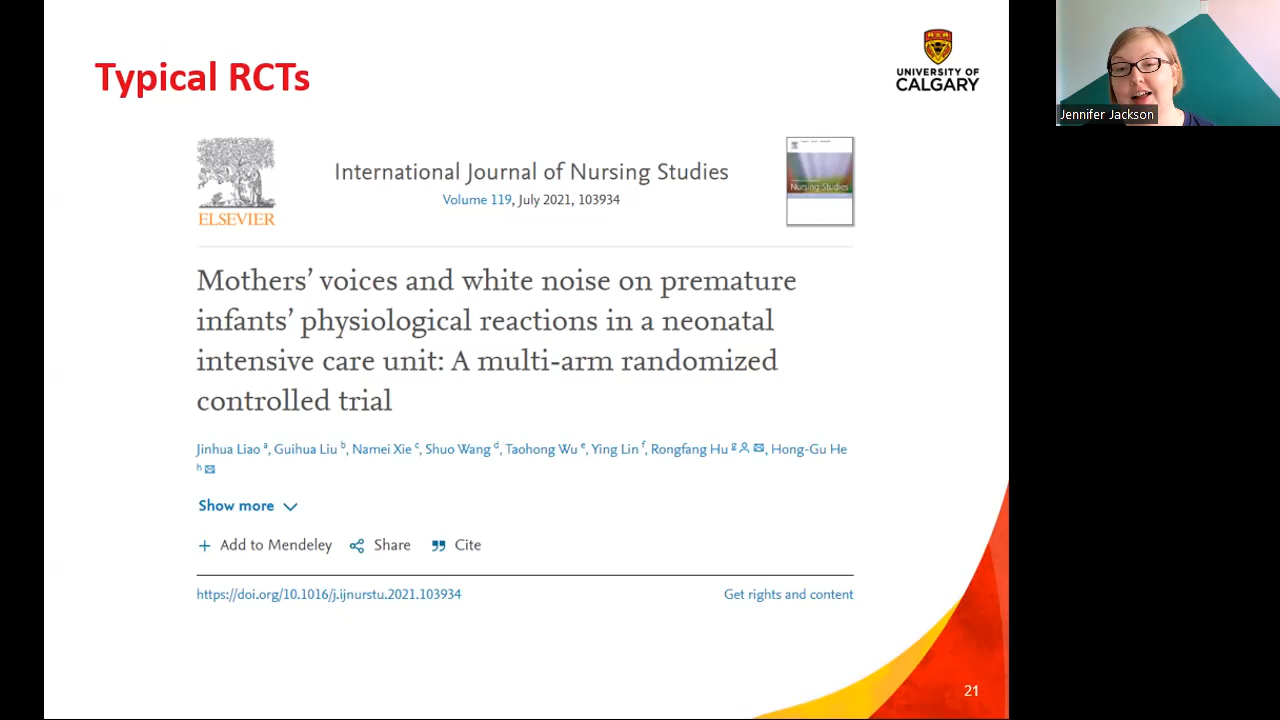 Typical RCTs
UNIVERSITY OF
CALGARY
Jennifer Jackson
ELSEVIER
International Journal of Nursing Studies
Volume 119, July 2021, 103934
Nursing Studies
Mothers’ voices and white noise on premature
infants’ physiological reactions in a neonatal
intensive care unit: A multi-arm randomized
controlled trial
Jinhua Liao a, Guihua Liu b, Namei Xie c, Shuo Wang d, Taohong Wu e, Ying Lin f, Rongfang Hu g, Hong-Gu He
h
Show more
+ Add to Mendeley Share Cite
https://doi.org/10.1016/j.ijnurstu.2021.103934 Get rights and content
21